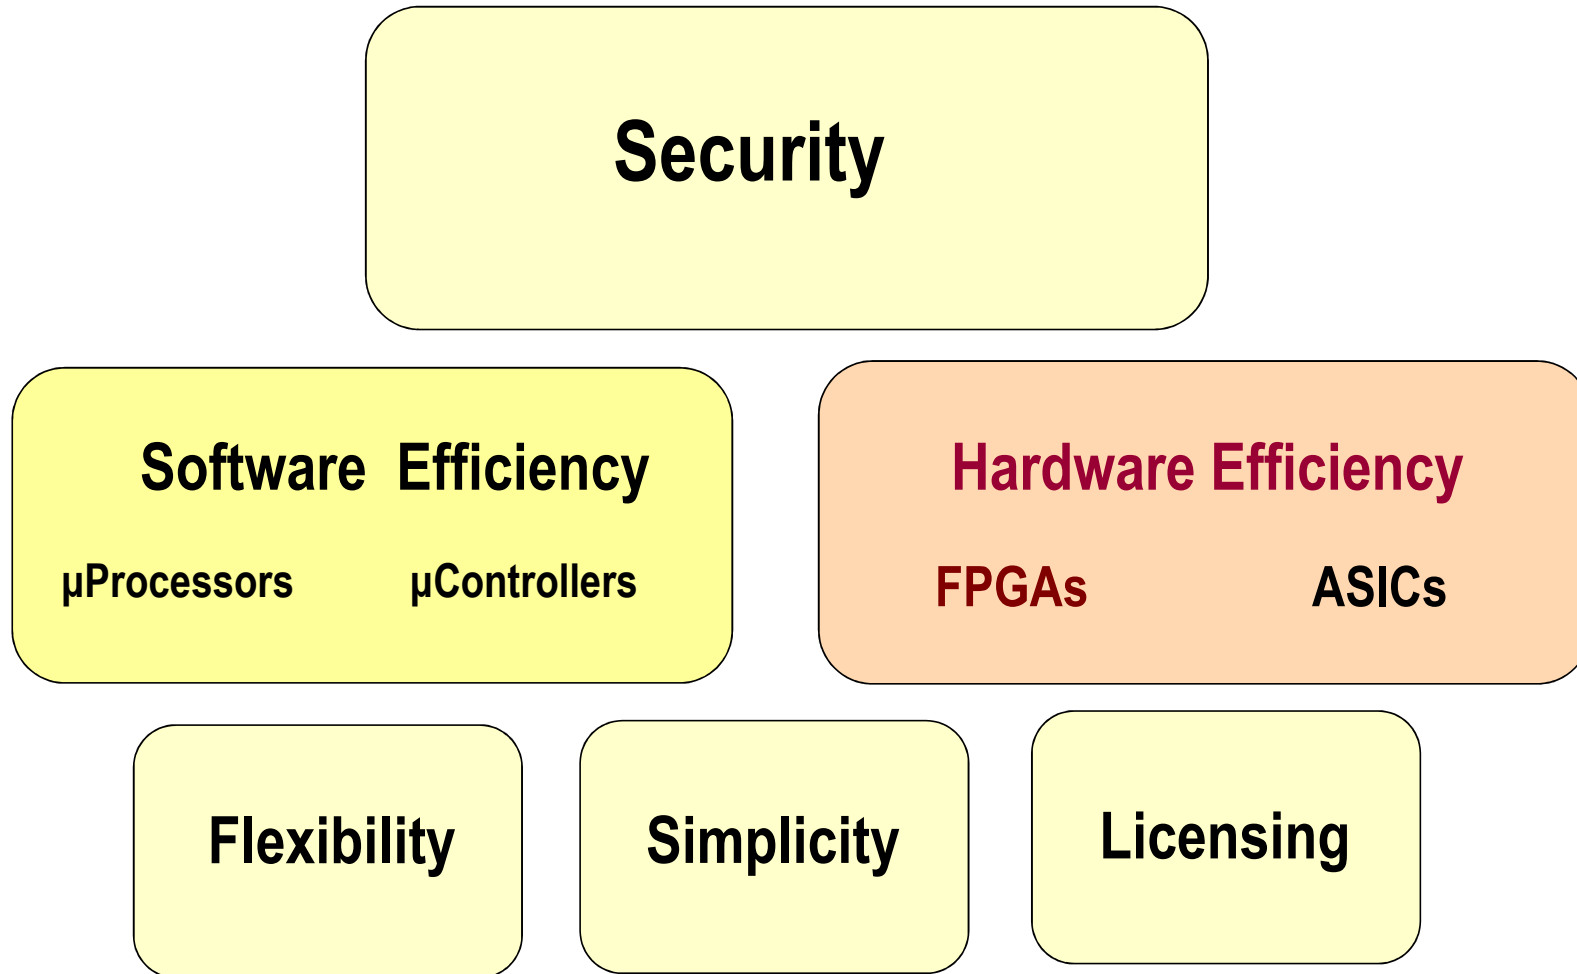 Security
Software Efficiency
Hardware Efficiency
µProcessors µControllers
FPGAs ASICs
Flexibility
Simplicity
Licensing